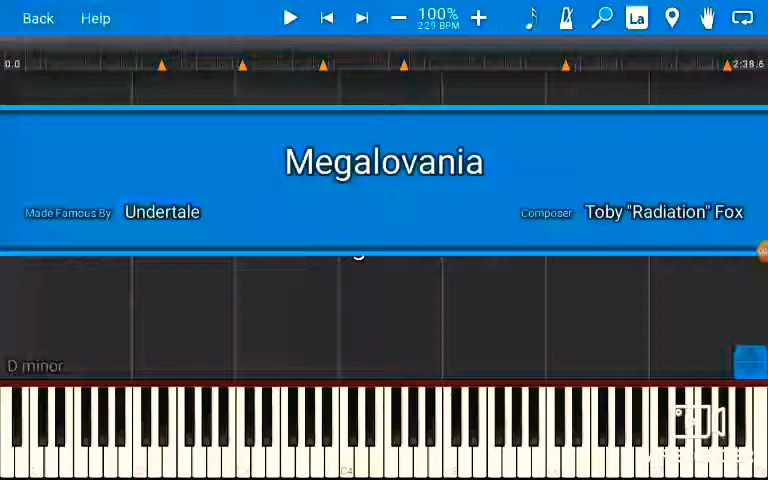 Back Help 100% La
229 BPM
0.0 2:38.6
Megalovania
Made Famous By Undertale Composer Toby "Radiation" Fox
D minor
C4